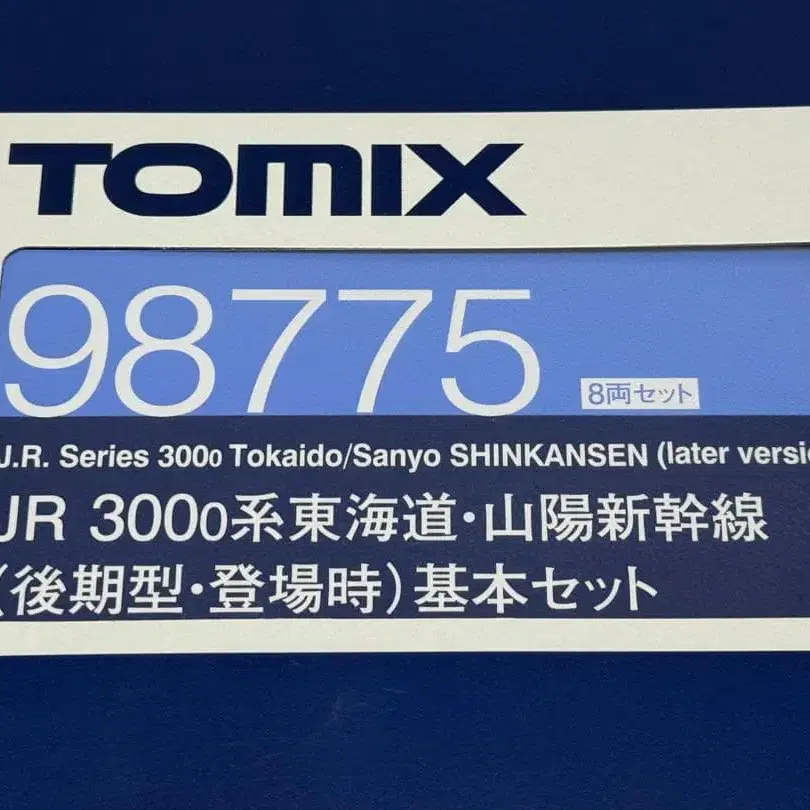 TOMIX
98775
8両セット
J.R. Series 3000 Tokaido/Sanyo SHINKANSEN (later versi
JR 3000系東海道・山陽新幹線
(後期型・登場時)基本セット